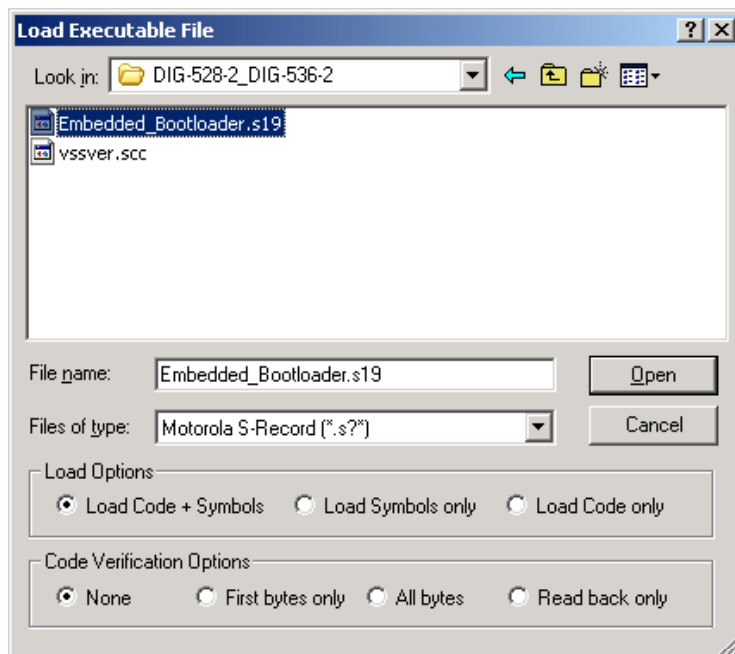 Load Executable File
Look in: DIG-528-2_DIG-536-2
Embedded_Bootloader.s19
vssver.scc
File name: Embedded_Bootloader.s19 Open
Files of type: Motorola S-Record (*.s?*) Cancel
Load Options
Load Code + Symbols Load Symbols only Load Code only
Code Verification Options
None First bytes only All bytes Read back only